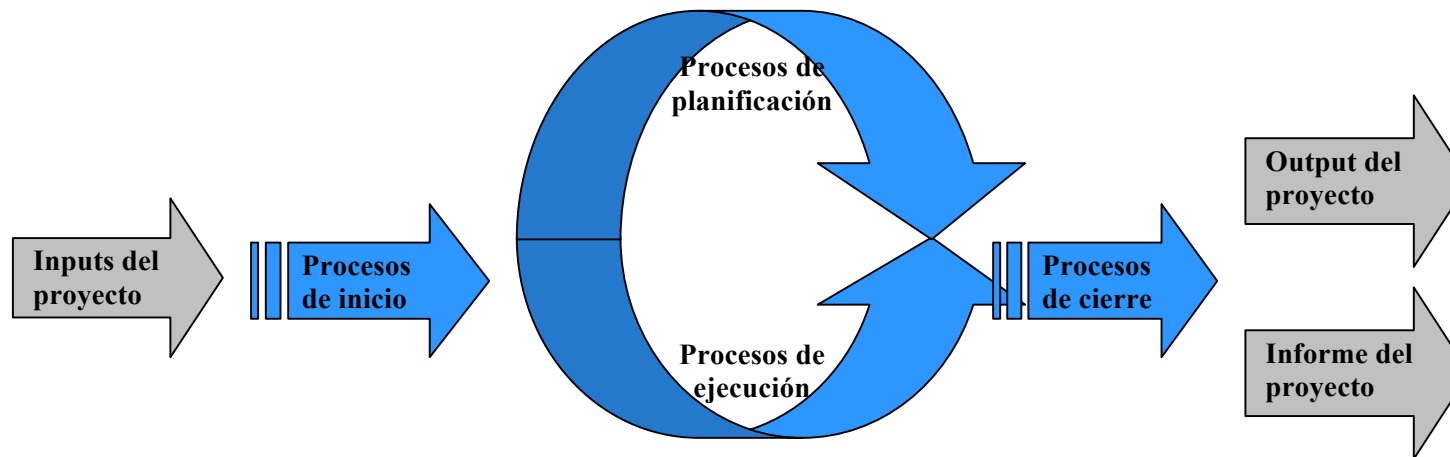 Inputs del
proyecto
Procesos
de inicio
Procesos de
planificación
Procesos de
ejecución
Procesos
de cierre
Output del
proyecto
Informe del
proyecto